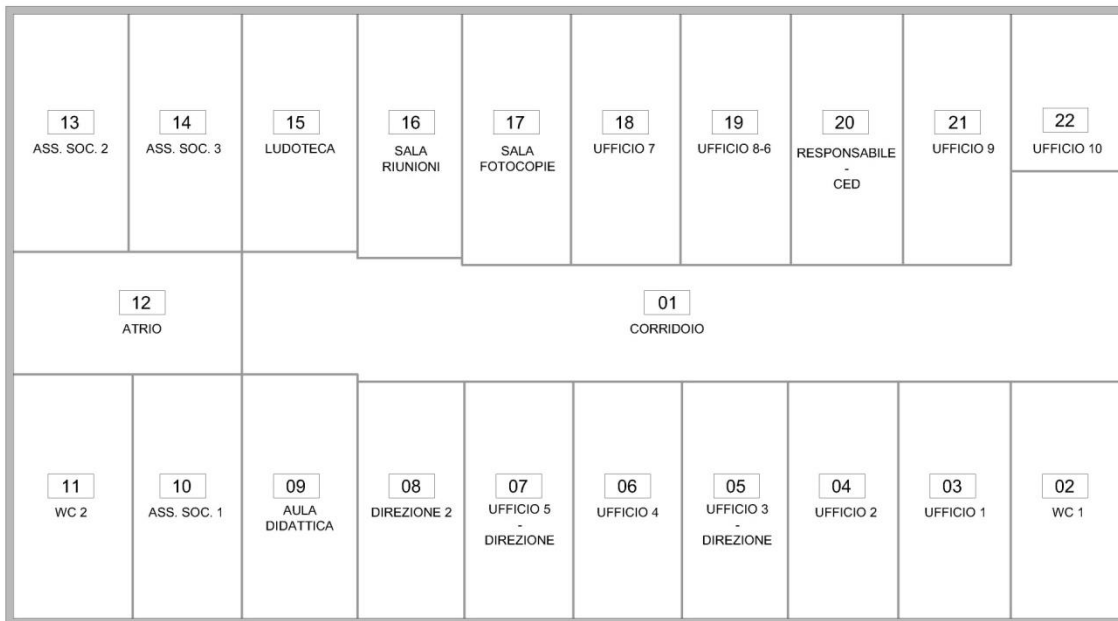 13
ASS. SOC. 2
14
ASS. SOC. 3
15
LUDOTECA
16
SALA
RIUNIONI
17
SALA
FOTOCOPIE
18
UFFICIO 7
19
UFFICIO 8-6
20
RESPONSABILE
-
CED
21
UFFICIO 9
22
UFFICIO 10
12
ATRIO
01
CORRIDOIO
11
WC 2
10
ASS. SOC. 1
09
AULA
DIDATTICA
08
DIREZIONE 2
07
UFFICIO 5
-
DIREZIONE
06
UFFICIO 4
05
UFFICIO 3
-
DIREZIONE
04
UFFICIO 2
03
UFFICIO 1
02
WC 1